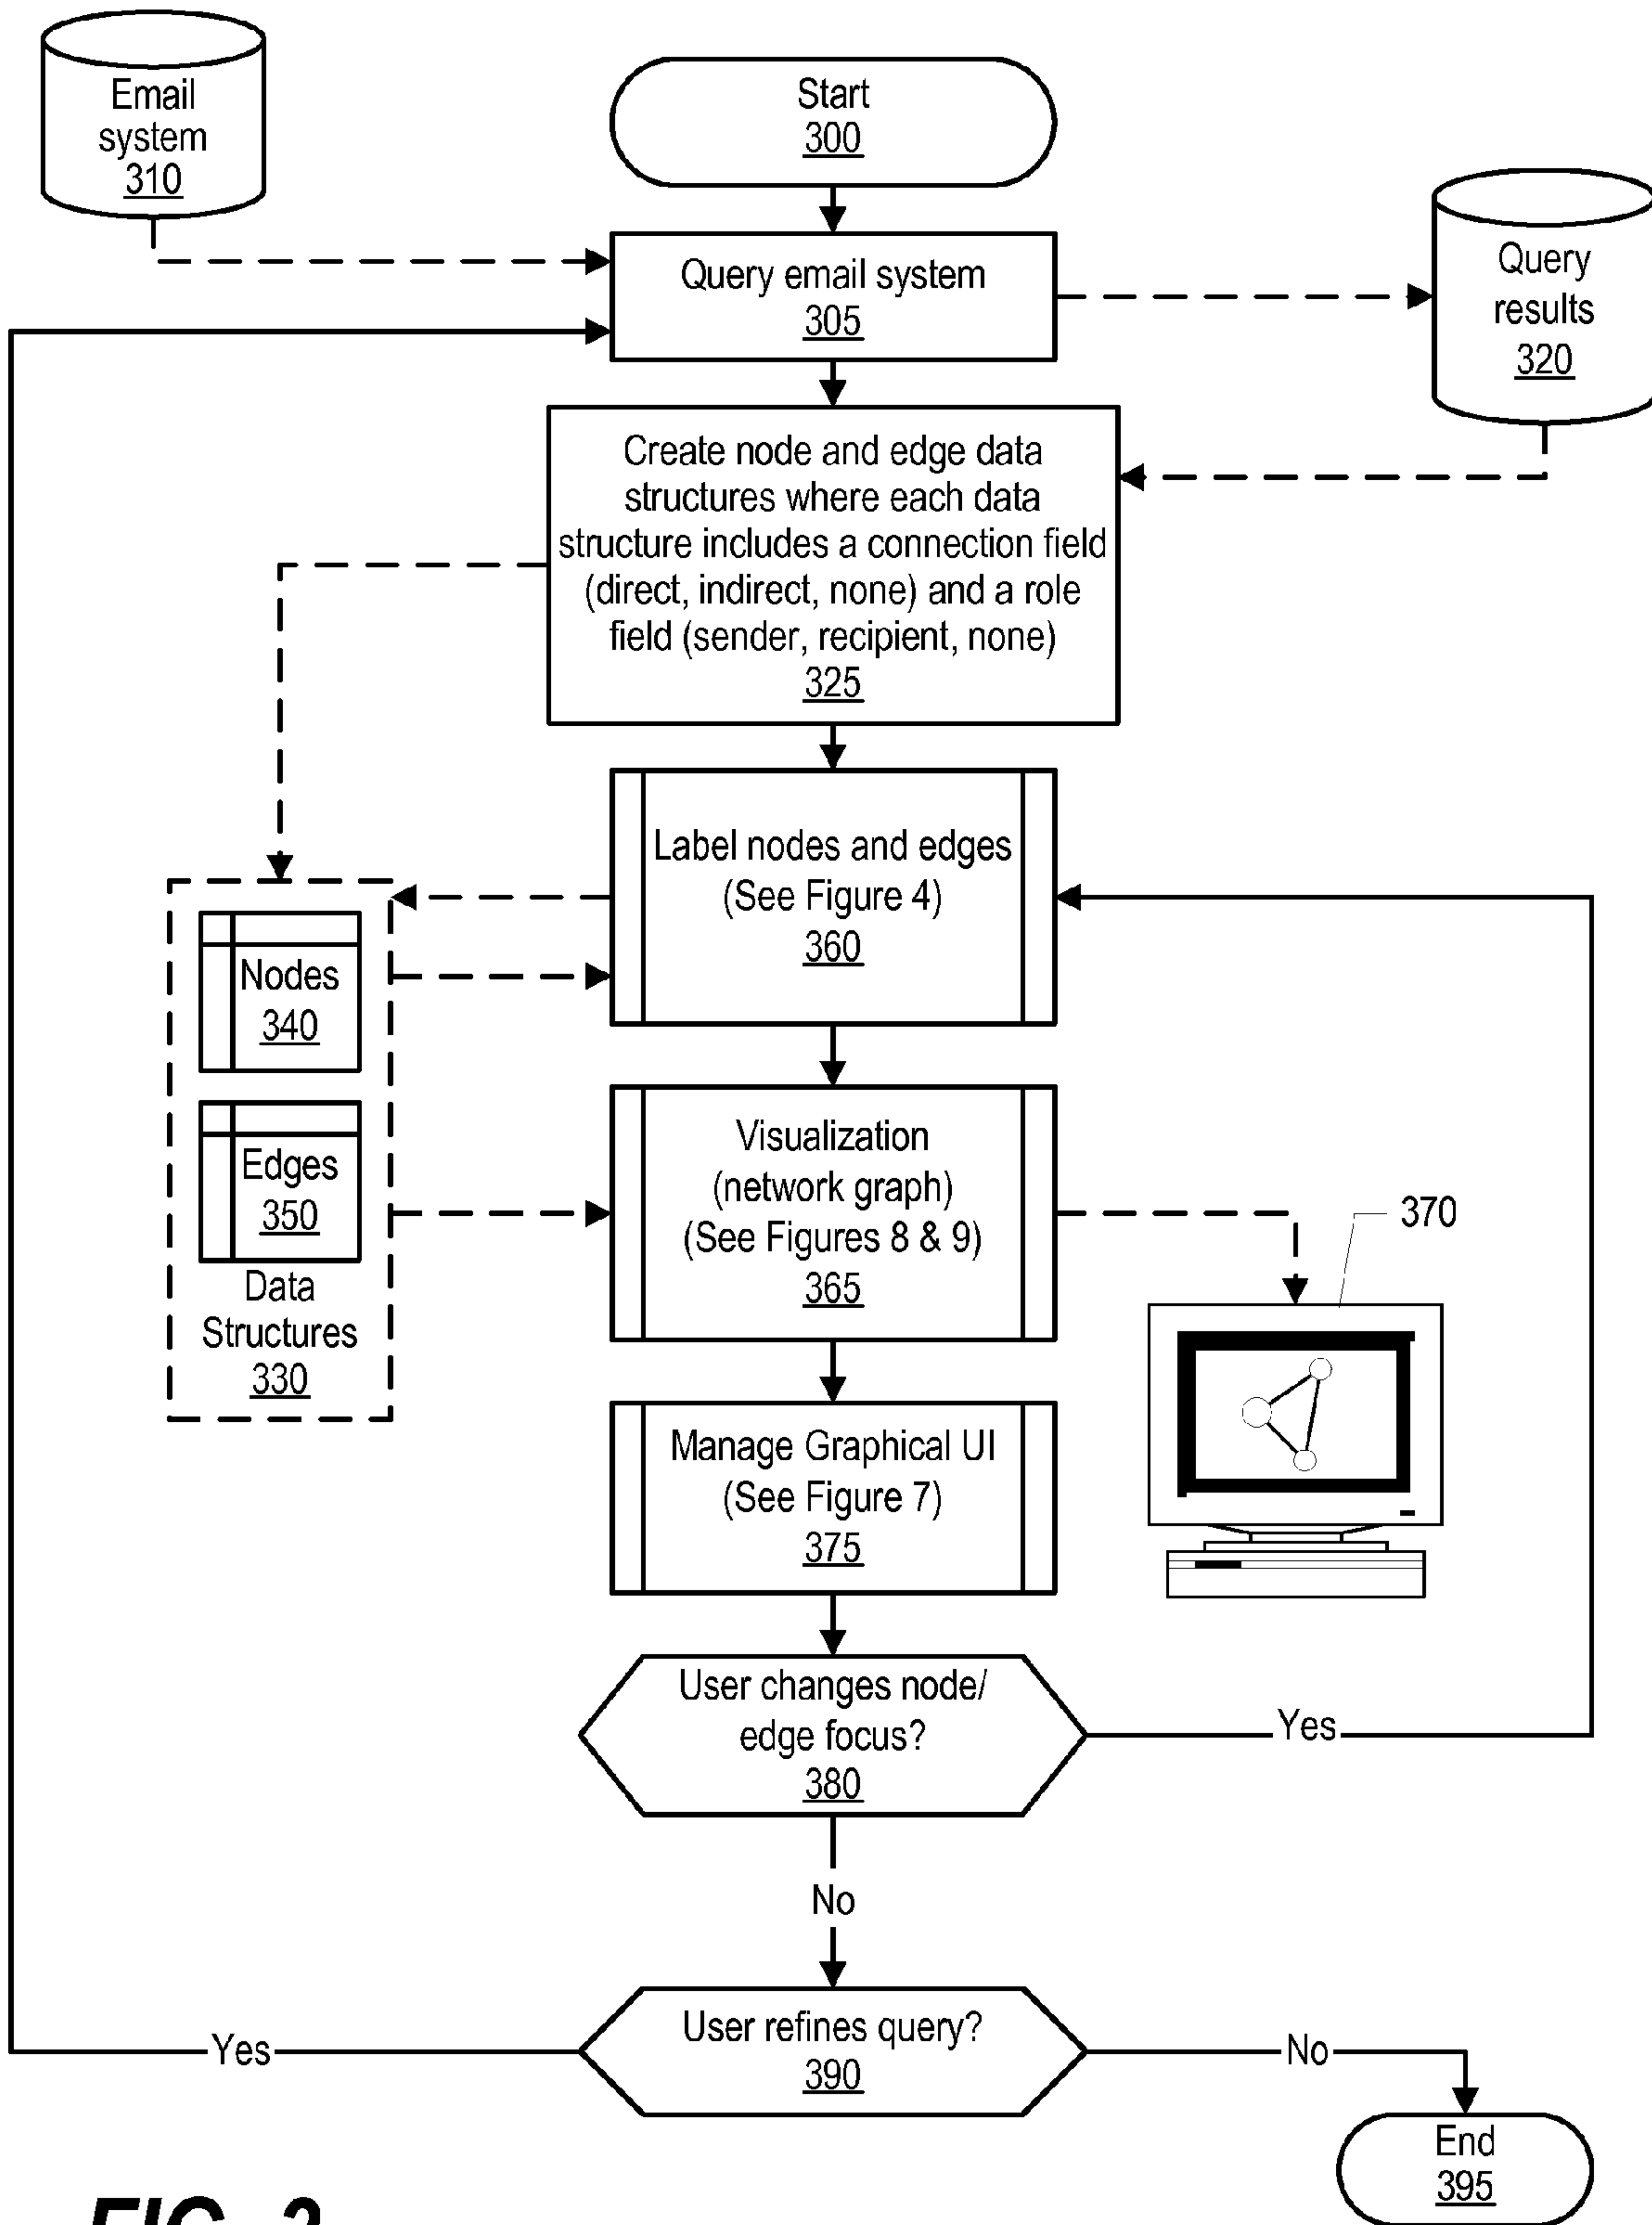 Email
system
310
Start
300
Query email system
305
Query
results
320
Create node and edge data
structures where each data
structure includes a connection field
(direct, indirect, none) and a role
field (sender, recipient, none)
325
Label nodes and edges
(See Figure 4)
360
Nodes
340
Edges
350
Data
Structures
330
Visualization
(network graph)
(See Figures 8 & 9)
365
370
Manage Graphical UI
(See Figure 7)
375
User changes node/
edge focus?
380
Yes
No
User refines query?
390
Yes
No
End
395
FIG. 3